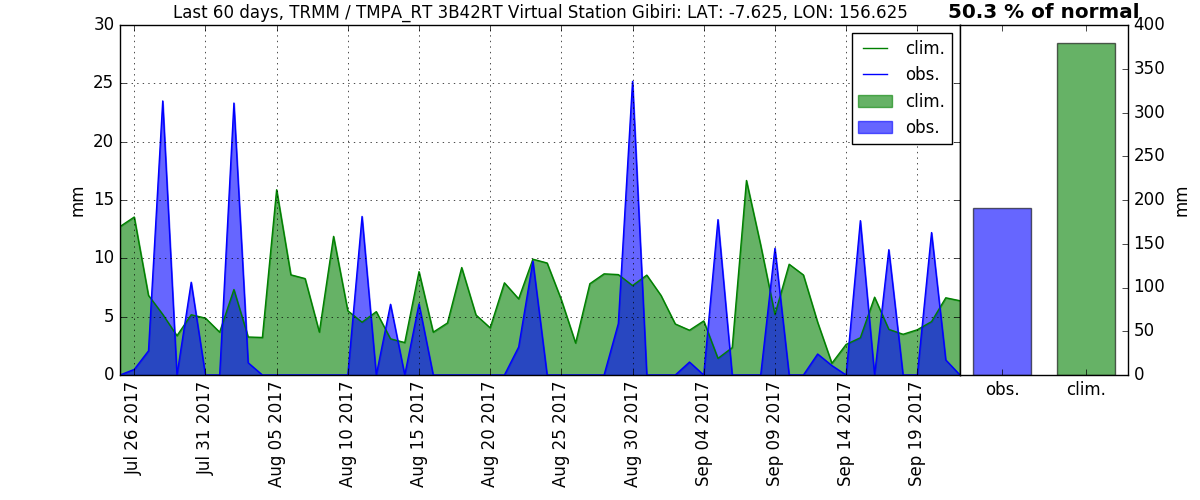 Last 60 days, TRMM / TMPA_RT 3B42RT Virtual Station Gibiri: LAT: -7.625, LON: 156.625
50.3 % of normal
30
25
20
15
10
5
0
mm
clim.
obs.
clim.
obs.
400
350
300
250
200
150
100
50
0
mm
obs.
clim.
Jul 26 2017
Jul 31 2017
Aug 05 2017
Aug 10 2017
Aug 15 2017
Aug 20 2017
Aug 25 2017
Aug 30 2017
Sep 04 2017
Sep 09 2017
Sep 14 2017
Sep 19 2017